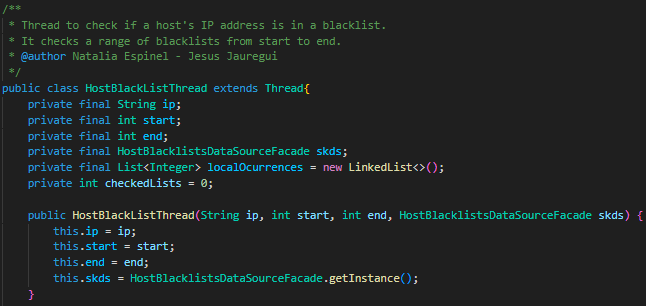 /**
 * Thread to check if a host's IP address is in a blacklist.
 * It checks a range of blacklists from start to end.
 * @author Natalia Espinel - Jesus Jauregui
 */
public class HostBlackListThread extends Thread{
    private final String ip;
    private final int start;
    private final int end;
    private final HostBlacklistsDataSourceFacade skds;
    private final List<Integer> localOcurrences = new LinkedList<>();
    private int checkedLists = 0;

    public HostBlackListThread(String ip, int start, int end, HostBlacklistsDataSourceFacade skds) {
        this.ip = ip;
        this.start = start;
        this.end = end;
        this.skds = HostBlacklistsDataSourceFacade.getInstance();
    }